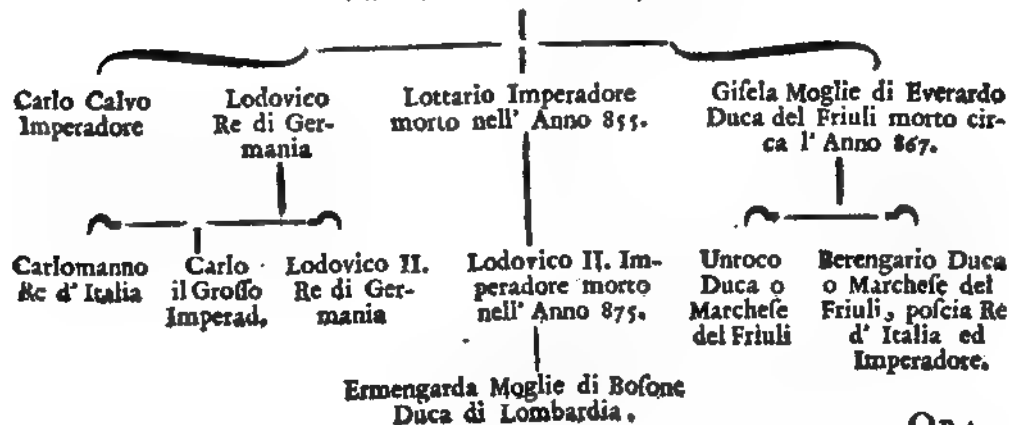 Carlo Calvo
Imperadore
Lodovico
Re di Ger-
mania
Lottario Imperadore
morto nell' Anno 855.
Giſela Moglie di Everardo
Duca del Friuli morto cir-
ca l' Anno 867.
Carlomanno
Re d' Italia
Carlo
il Groſſo
Imperad.
Lodovico II.
Re di Ger-
mania
Lodovico II. Im-
peradore morto
nell' Anno 875.
Unroco
Duca o
Marcheſe
del Friuli
Berengario Duca
o Marcheſe del
Friuli, poſcia Re
d' Italia ed
Imperadore.
Ermengarda Moglie di Boſone
Duca di Lombardia.